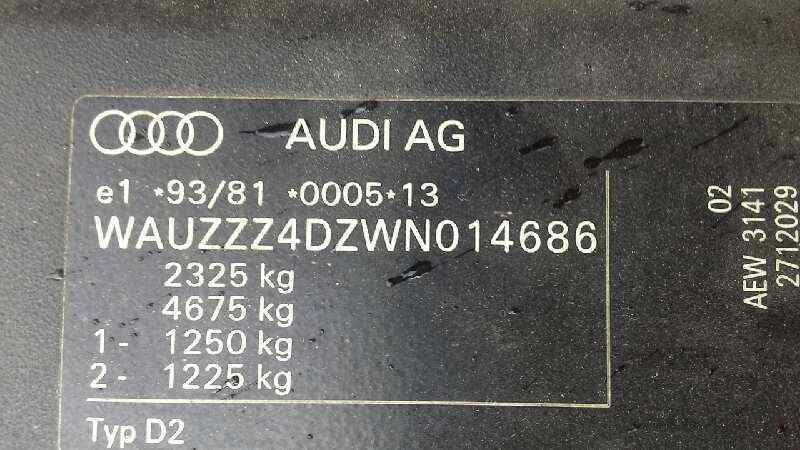 AUDI AG
e1 *93/81 *0005*13
WAUZZZ4DZWN014686
2325 kg
4675 kg
1- 1250 kg
2- 1225 kg
Typ D2
02
AEW 3141
2712029